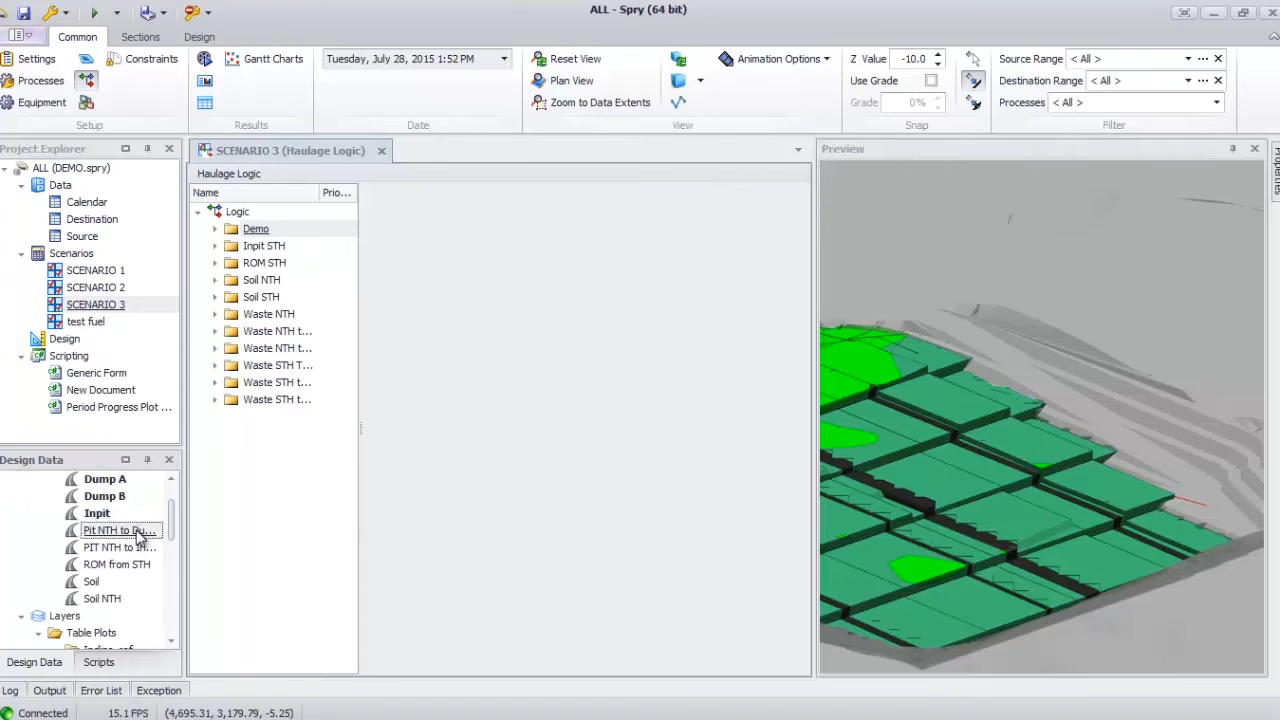 ALL - Spry (64 bit)
Common Sections Design
Settings Constraints Gantt Charts Tuesday, July 28, 2015 1:52 PM Reset View Animation Options Z Value -10.0 Source Range < All >
Processes Plan View Use Grade Destination Range < All >
Equipment Zoom to Data Extents Grade 0% Processes < All >
Setup Results Date View Snap Filter
Project Explorer
ALL (DEMO.spry)
Data
Calendar
Destination
Source
Scenarios
SCENARIO 1
SCENARIO 2
SCENARIO 3
test fuel
Design
Scripting
Generic Form
New Document
Period Progress Plot ...
Design Data
Dump A
Dump B
Inpit
Pit NTH to Du...
PIT NTH to In...
ROM from STH
Soil
Soil NTH
Layers
Table Plots
Design Data Scripts
SCENARIO 3 (Haulage Logic)
Haulage Logic
Name Prio...
Logic
Demo
Inpit STH
ROM STH
Soil NTH
Soil STH
Waste NTH
Waste NTH t...
Waste NTH t...
Waste STH T...
Waste STH t...
Waste STH t...
Preview
Properties
Log Output Error List Exception
Connected 15.1 FPS (4,695.31, 3,179.79, -5.25)